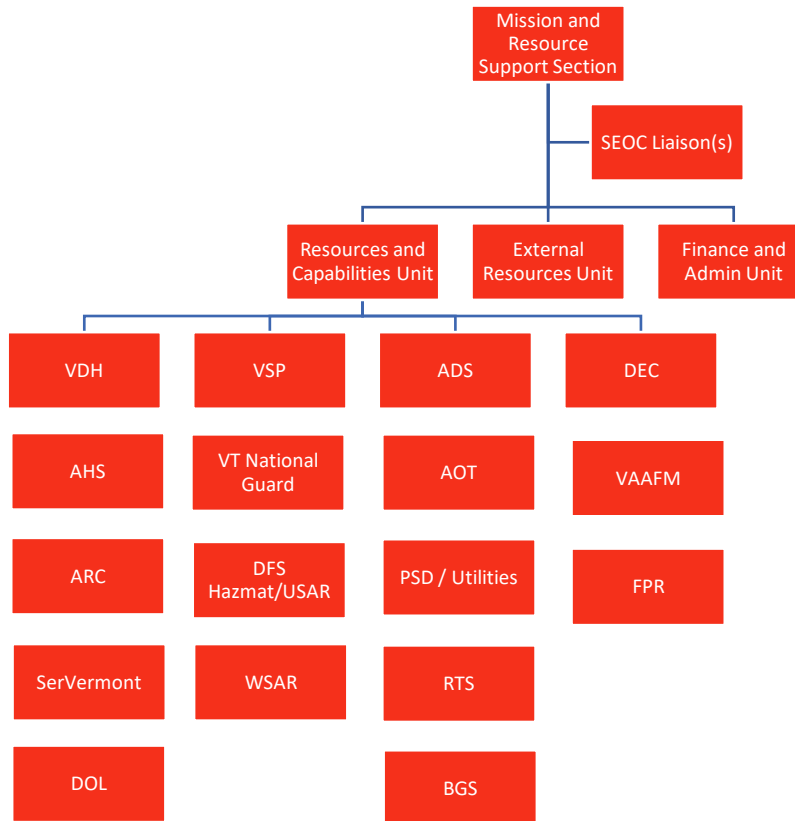 Mission and
Resource
Support Section
SEOC Liaison(s)
Resources and
Capabilities Unit
External
Resources Unit
Finance and
Admin Unit
VDH
VSP
ADS
DEC
AHS
VT National
Guard
AOT
VAAFM
ARC
DFS
Hazmat/USAR
PSD / Utilities
FPR
SerVermont
WSAR
RTS
DOL
BGS